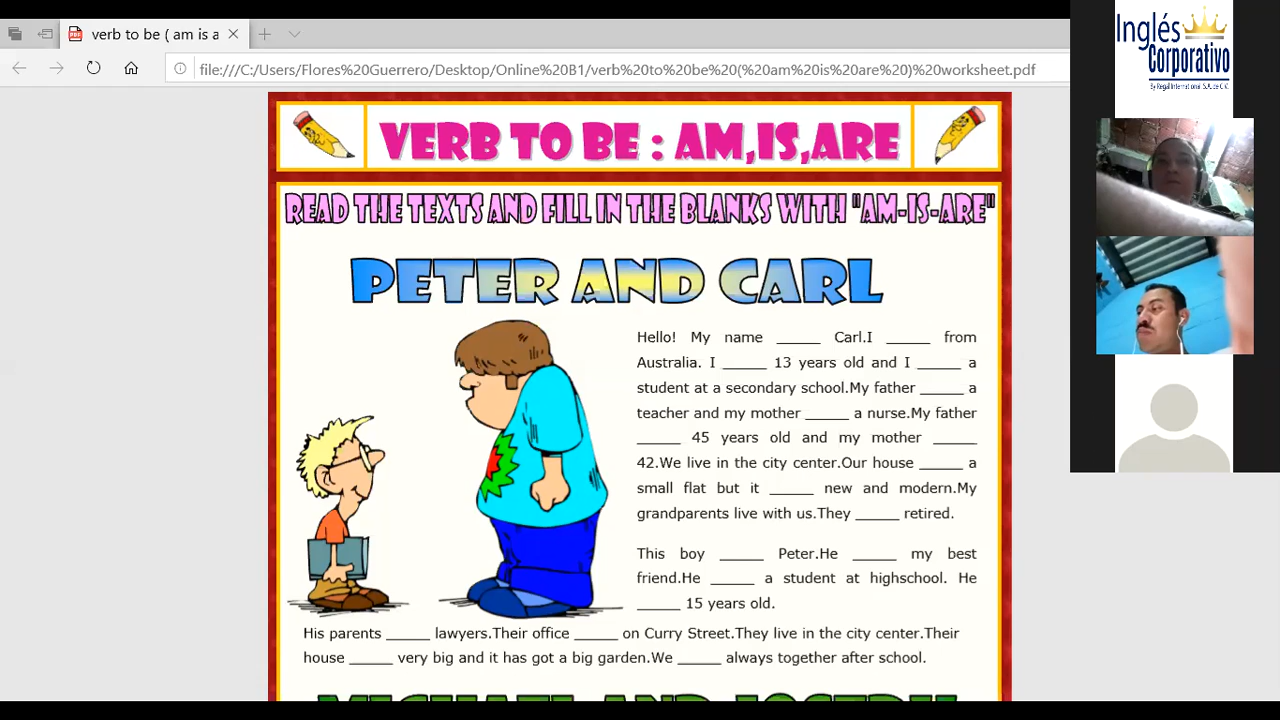 verb to be ( am is a
file:///C:/Users/Flores%20Guerrero/Desktop/Online%20B1/verb%20to%20be%20(%20am%20is%20are%20)%20worksheet.pdf
Inglés
Corporativo
By Regal International S.A. de C.V.
VERB TO BE : AM,IS,ARE
READ THE TEXTS AND FILL IN THE BLANKS WITH "AM-IS-ARE"
PETER AND CARL
Hello! My name _____ Carl.I _____ from
Australia. I _____ 13 years old and I _____ a
student at a secondary school.My father _____ a
teacher and my mother _____ a nurse.My father
_____ 45 years old and my mother _____
42.We live in the city center.Our house _____ a
small flat but it _____ new and modern.My
grandparents live with us.They _____ retired.
This boy _____ Peter.He _____ my best
friend.He _____ a student at highschool. He
_____ 15 years old.
His parents _____ lawyers.Their office _____ on Curry Street.They live in the city center.Their
house _____ very big and it has got a big garden.We _____ always together after school.
MICHAEL AND JOSEPH